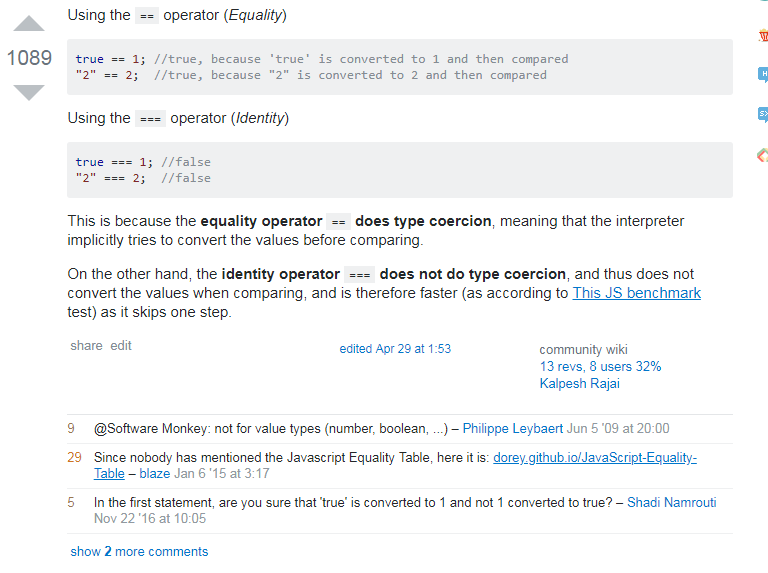 Using the == operator (Equality)
1089
true == 1; //true, because 'true' is converted to 1 and then compared
"2" == 2;  //true, because "2" is converted to 2 and then compared
Using the === operator (Identity)
true === 1; //false
"2" === 2;  //false
This is because the equality operator == does type coercion, meaning that the interpreter
implicitly tries to convert the values before comparing.
On the other hand, the identity operator === does not do type coercion, and thus does not
convert the values when comparing, and is therefore faster (as according to This JS benchmark
test) as it skips one step.
share edit
edited Apr 29 at 1:53
community wiki
13 revs, 8 users 32%
Kalpesh Rajai
9 @Software Monkey: not for value types (number, boolean, ...) – Philippe Leybaert Jun 5 '09 at 20:00
29 Since nobody has mentioned the Javascript Equality Table, here it is: dorey.github.io/JavaScript-Equality-
Table – blaze Jan 6 '15 at 3:17
5 In the first statement, are you sure that 'true' is converted to 1 and not 1 converted to true? – Shadi Namrouti
Nov 22 '16 at 10:05
show 2 more comments